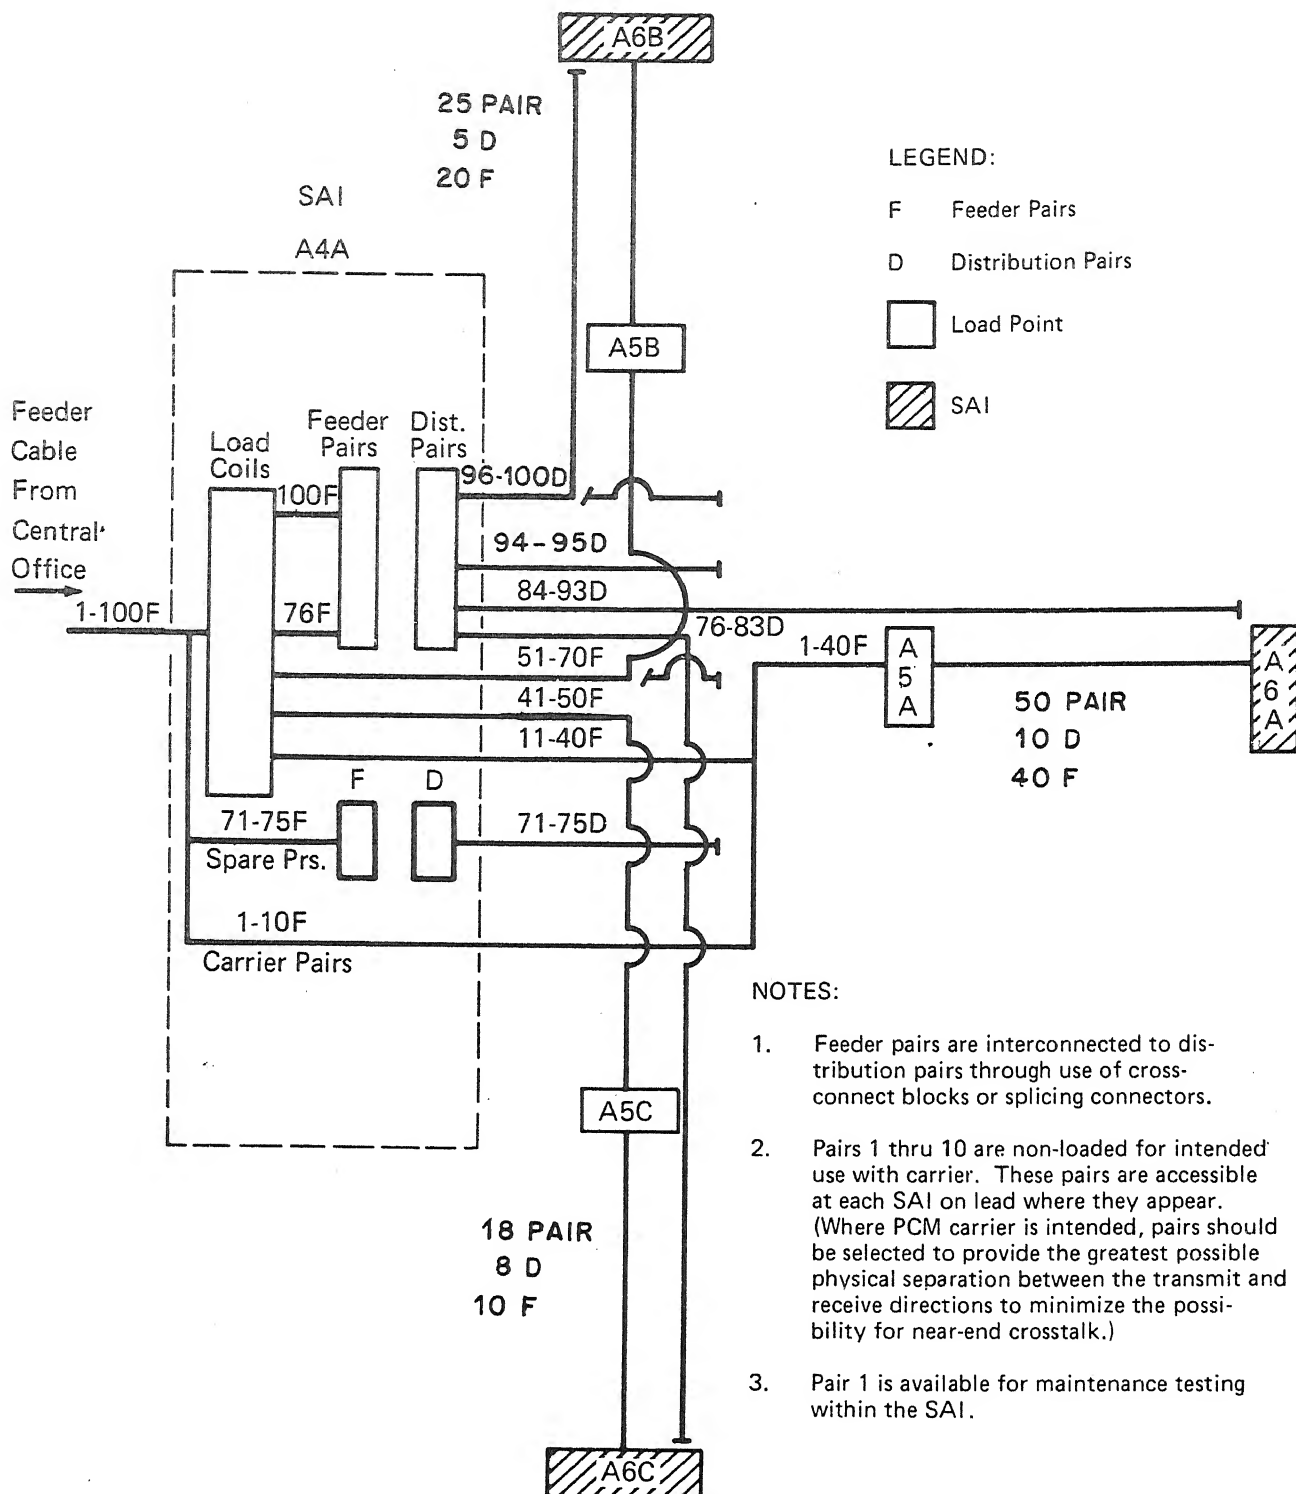 A6B
25 PAIR
5 D
20 F
LEGEND:
F Feeder Pairs
D Distribution Pairs
Load Point
SAI
SAI
A4A
A5B
Feeder
Cable
From
Central
Office
Load
Coils
Feeder
Pairs
Dist.
Pairs
100F
96-100D
94-95D
84-93D
1-100F
76F
76-83D
51-70F
1-40F
A5A
A6A
41-50F
11-40F
50 PAIR
10 D
40 F
F
D
71-75F
71-75D
Spare Prs.
1-10F
Carrier Pairs
NOTES:
1. Feeder pairs are interconnected to dis-
tribution pairs through use of cross-
connect blocks or splicing connectors.
A5C
2. Pairs 1 thru 10 are non-loaded for intended
use with carrier. These pairs are accessible
at each SAI on lead where they appear.
(Where PCM carrier is intended, pairs should
be selected to provide the greatest possible
physical separation between the transmit and
receive directions to minimize the possi-
bility for near-end crosstalk.)
18 PAIR
8 D
10 F
3. Pair 1 is available for maintenance testing
within the SAI.
A6C